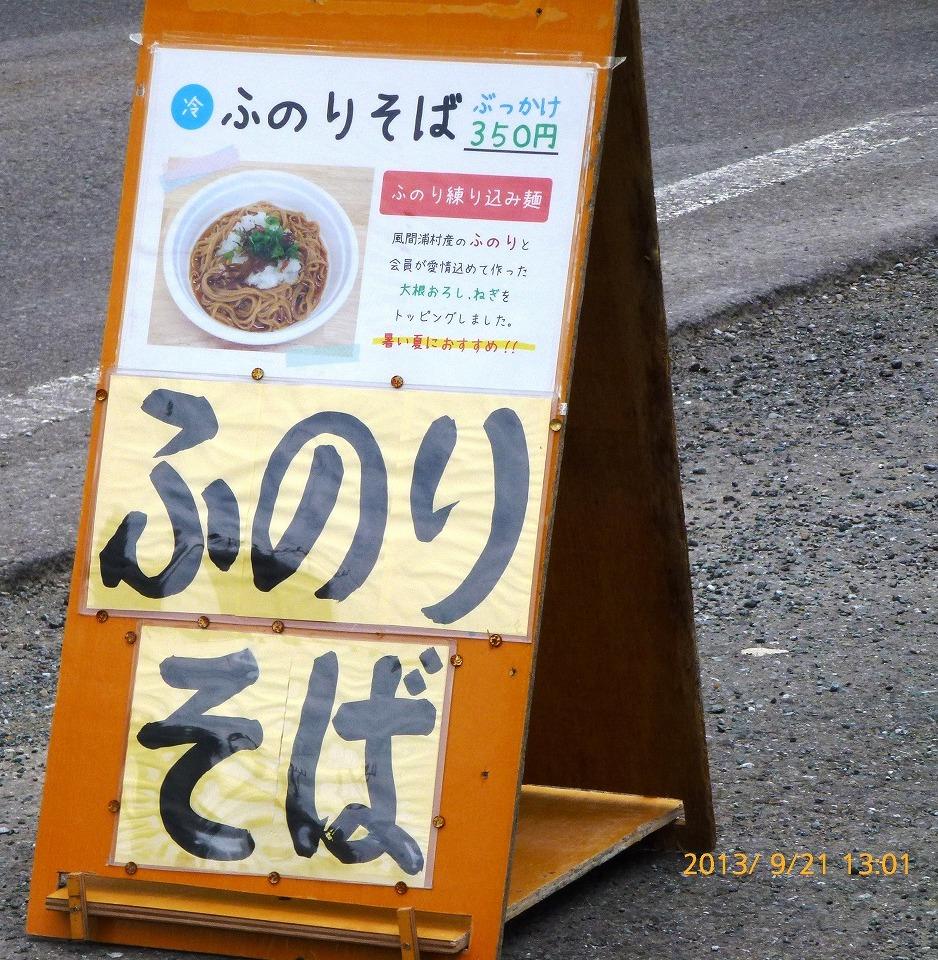 冷 ふのりそば ぶっかけ
350円
ふのり練り込み麺
風間浦村産のふのりと
会員が愛情込めて作った
大根おろし、ねぎを
トッピングしました。
暑い夏におすすめ!!
ふのり
そば
2013/ 9/21 13:01